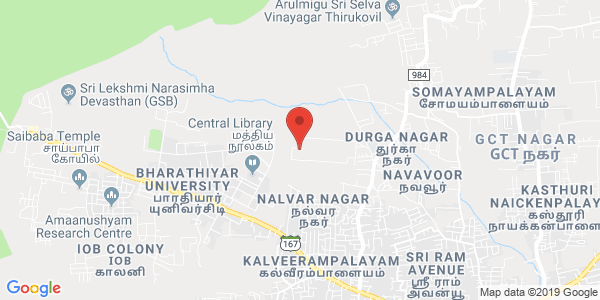 Arulmigu Sri Selva
Vinayagar Thirukovil
984
SOMAYAMPALAYAM
சோமயம்பாளையம்
Sri Lekshmi Narasimha
Devasthan (GSB)
Central Library
மத்திய
நூலகம்
Saibaba Temple
சாய்பாபா
கோயில்
DURGA NAGAR
துர்கா
நகர்
GCT NAGAR
GCT நகர்
BHARATHIYAR
UNIVERSITY
பாரதியார்
யுனிவர்சிடி
NAVAVOOR
நவவூர்
KASTHURI
NAICKENPALAYAM
கஸ்தூரி
நாயக்கன்பாளையம்
NALVAR NAGAR
நல்வர
நகர்
Amaanushyam
Research Centre
IOB COLONY
IOB
காலனி
167
KALVEERAMPALAYAM
கல்வீரம்பாளையம்
SRI RAM
AVENUE
ஸ்ரீ ராம்
அவன்யூ
Google
Map data ©2019 Google